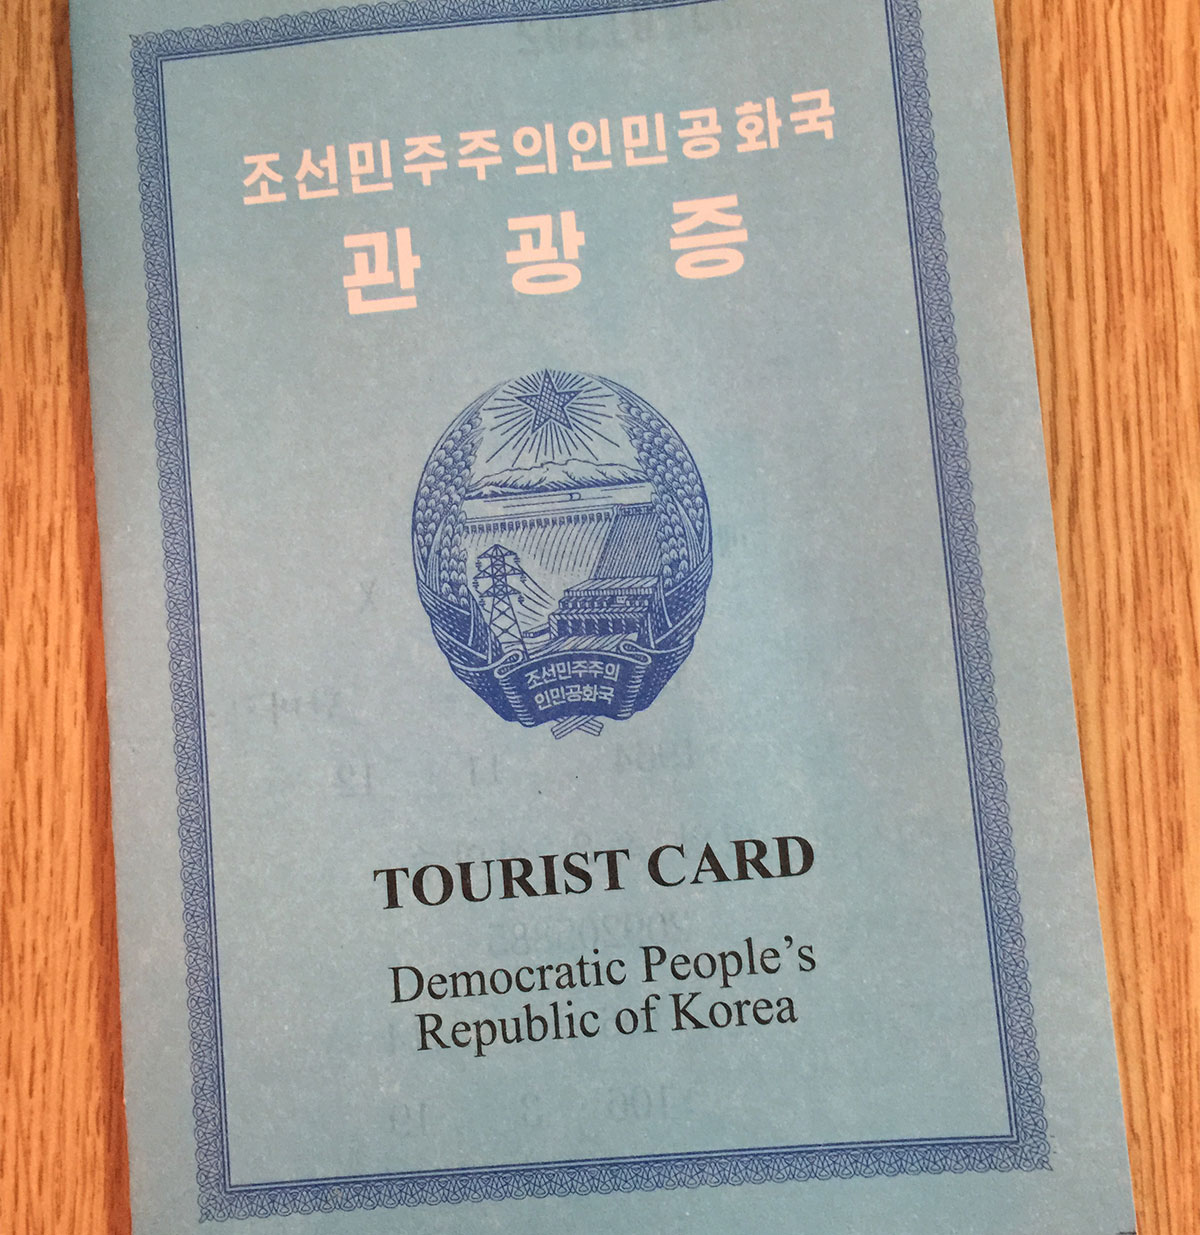 조선민주주의인민공화국
관 광 증
조선민주주의
인민공화국
TOURIST CARD
Democratic People’s
Republic of Korea